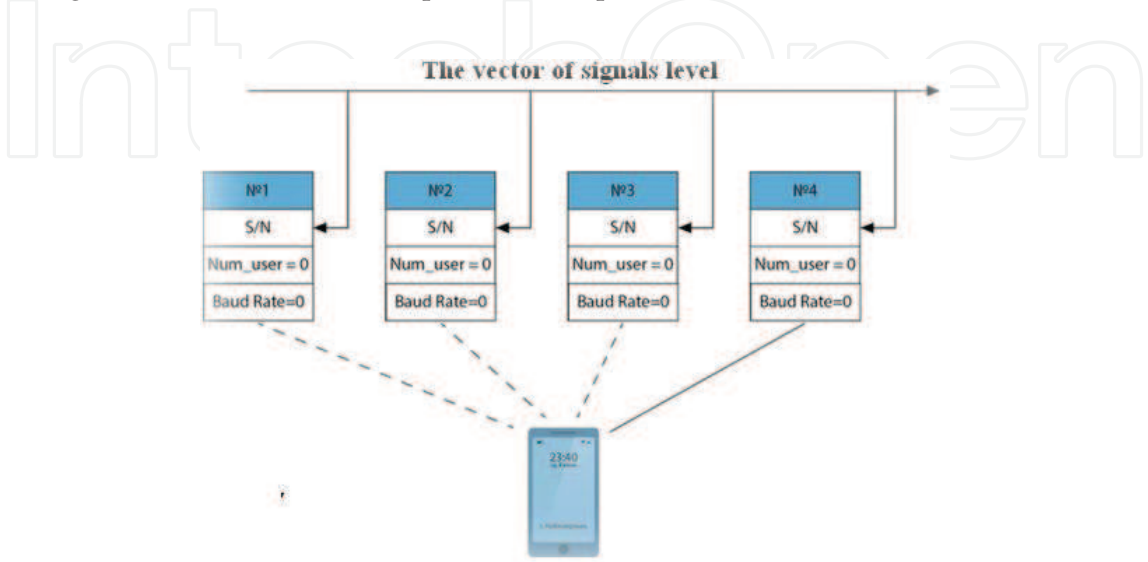 IntechOpen
The vector of signals level
№1
S/N
Num_user = 0
Baud Rate=0
№2
S/N
Num_user = 0
Baud Rate=0
№3
S/N
Num_user = 0
Baud Rate=0
№4
S/N
Num_user = 0
Baud Rate=0
23:40